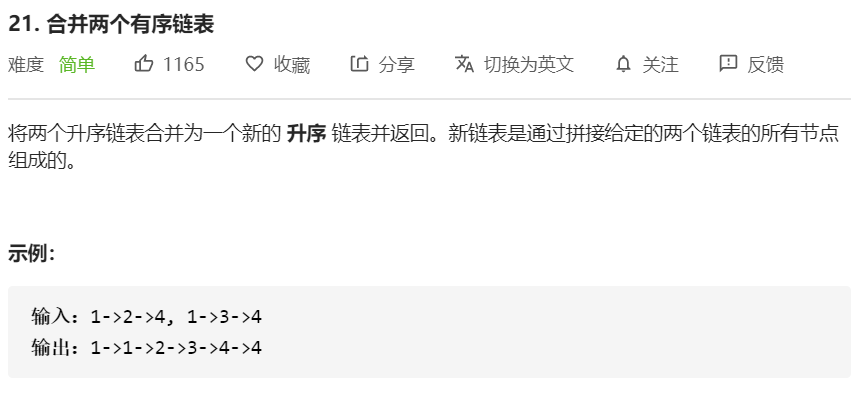 21. 合并两个有序链表
难度 简单 1165 收藏 分享 切换为英文 关注 反馈
将两个升序链表合并为一个新的 升序 链表并返回。新链表是通过拼接给定的两个链表的所有节点
组成的。
示例:
输入: 1->2->4, 1->3->4
输出: 1->1->2->3->4->4